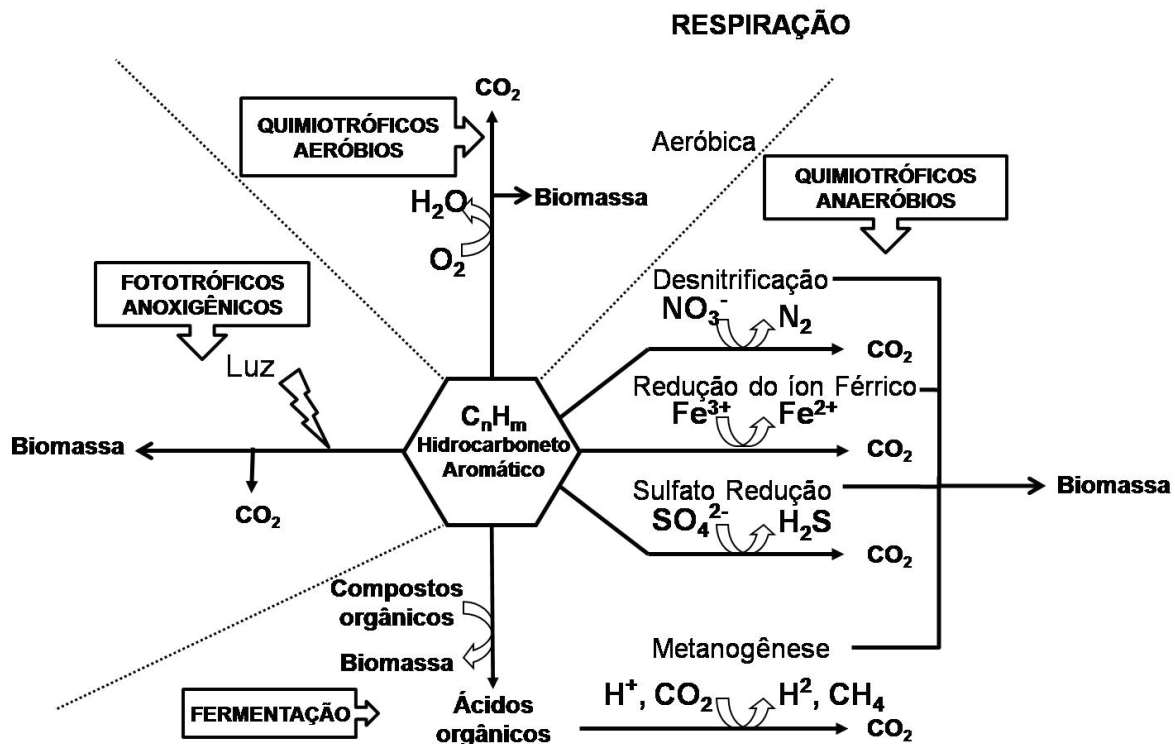 RESPIRAÇÃO
CO₂
QUIMIOTRÓFICOS
AERÓBIOS
Aeróbica
QUIMIOTRÓFICOS
ANAERÓBIOS
H₂O
Biomassa
O₂
FOTOTRÓFICOS
ANOXIGÊNICOS
Luz
Desnitrificação
NO₃⁻
N₂
CO₂
Redução do íon Férrico
Fe³⁺
Fe²⁺
CO₂
CₙHₘ
Hidrocarboneto
Aromático
Biomassa
CO₂
Sulfato Redução
SO₄²⁻
H₂S
CO₂
Biomassa
Compostos
orgânicos
Biomassa
Metanogênese
H⁺, CO₂
H², CH₄
CO₂
FERMENTAÇÃO
Ácidos
orgânicos